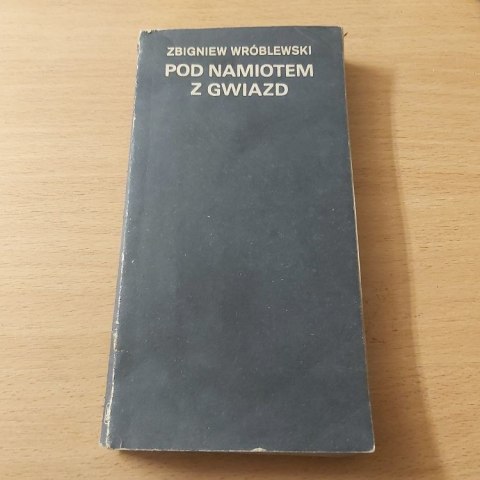 ZBIGNIEW WRÓBLEWSKI
POD NAMIOTEM
Z GWIAZD